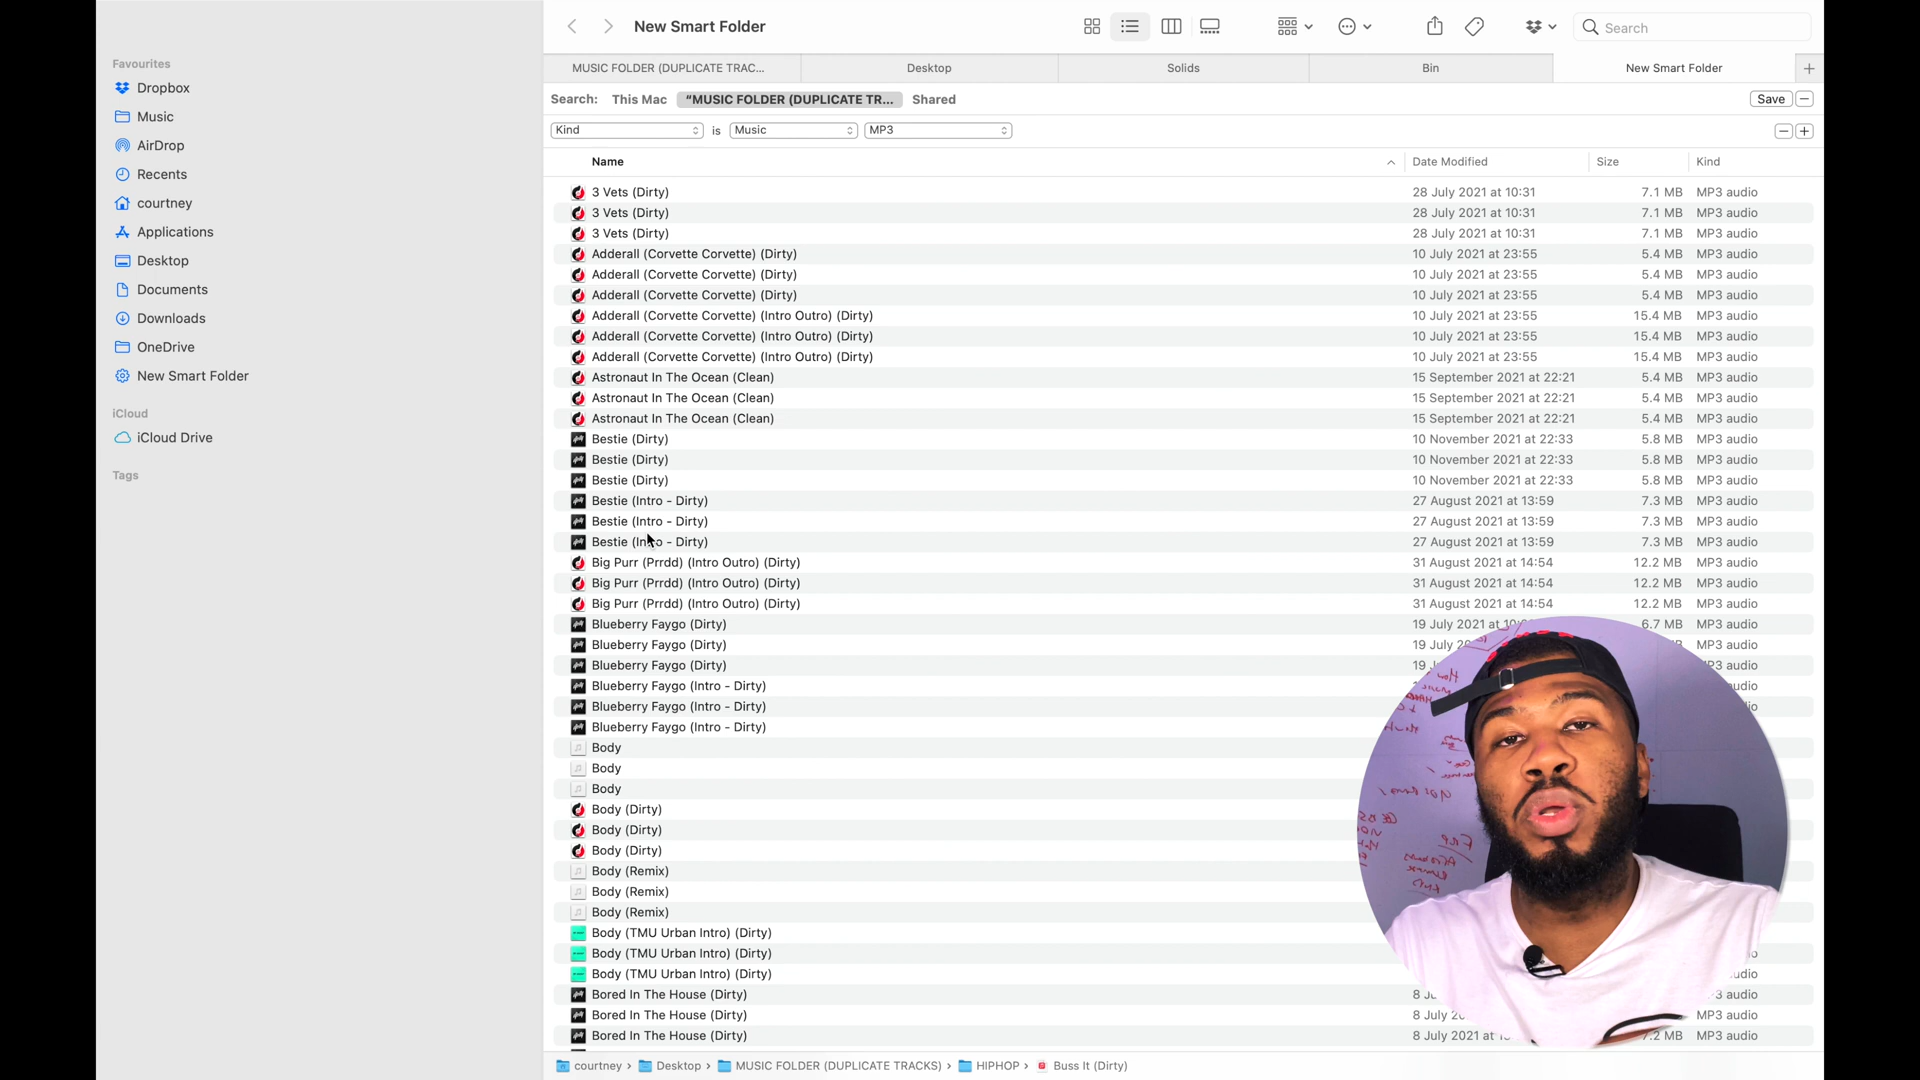 New Smart Folder
Search
MUSIC FOLDER (DUPLICATE TRAC...
Desktop
Solids
Bin
New Smart Folder
Search: This Mac "MUSIC FOLDER (DUPLICATE TR... Shared
Save
Kind is Music MP3
Name Date Modified Size Kind
3 Vets (Dirty) 28 July 2021 at 10:31 7.1 MB MP3 audio
3 Vets (Dirty) 28 July 2021 at 10:31 7.1 MB MP3 audio
3 Vets (Dirty) 28 July 2021 at 10:31 7.1 MB MP3 audio
Adderall (Corvette Corvette) (Dirty) 10 July 2021 at 23:55 5.4 MB MP3 audio
Adderall (Corvette Corvette) (Dirty) 10 July 2021 at 23:55 5.4 MB MP3 audio
Adderall (Corvette Corvette) (Dirty) 10 July 2021 at 23:55 5.4 MB MP3 audio
Adderall (Corvette Corvette) (Intro Outro) (Dirty) 10 July 2021 at 23:55 15.4 MB MP3 audio
Adderall (Corvette Corvette) (Intro Outro) (Dirty) 10 July 2021 at 23:55 15.4 MB MP3 audio
Adderall (Corvette Corvette) (Intro Outro) (Dirty) 10 July 2021 at 23:55 15.4 MB MP3 audio
Astronaut In The Ocean (Clean) 15 September 2021 at 22:21 5.4 MB MP3 audio
Astronaut In The Ocean (Clean) 15 September 2021 at 22:21 5.4 MB MP3 audio
Astronaut In The Ocean (Clean) 15 September 2021 at 22:21 5.4 MB MP3 audio
Bestie (Dirty) 10 November 2021 at 22:33 5.8 MB MP3 audio
Bestie (Dirty) 10 November 2021 at 22:33 5.8 MB MP3 audio
Bestie (Dirty) 10 November 2021 at 22:33 5.8 MB MP3 audio
Bestie (Intro - Dirty) 27 August 2021 at 13:59 7.3 MB MP3 audio
Bestie (Intro - Dirty) 27 August 2021 at 13:59 7.3 MB MP3 audio
Bestie (Intro - Dirty) 27 August 2021 at 13:59 7.3 MB MP3 audio
Big Purr (Prrdd) (Intro Outro) (Dirty) 31 August 2021 at 14:54 12.2 MB MP3 audio
Big Purr (Prrdd) (Intro Outro) (Dirty) 31 August 2021 at 14:54 12.2 MB MP3 audio
Big Purr (Prrdd) (Intro Outro) (Dirty) 31 August 2021 at 14:54 12.2 MB MP3 audio
Blueberry Faygo (Dirty) 19 July 2021 at 6.7 MB MP3 audio
Blueberry Faygo (Dirty) 19 July audio
Blueberry Faygo (Dirty) 19 audio
Blueberry Faygo (Intro - Dirty)
Blueberry Faygo (Intro - Dirty)
Blueberry Faygo (Intro - Dirty)
Body
Body
Body
Body (Dirty)
Body (Dirty)
Body (Dirty)
Body (Remix)
Body (Remix)
Body (Remix)
Body (TMU Urban Intro) (Dirty)
Body (TMU Urban Intro) (Dirty)
Body (TMU Urban Intro) (Dirty)
Bored In The House (Dirty) 8 audio
Bored In The House (Dirty) 8 July MP3 audio
Bored In The House (Dirty) 8 July 2021 at 7.2 MB MP3 audio
courtney › Desktop › MUSIC FOLDER (DUPLICATE TRACKS) › HIPHOP › Buss It (Dirty)
Favourites
Dropbox
Music
AirDrop
Recents
courtney
Applications
Desktop
Documents
Downloads
OneDrive
New Smart Folder
iCloud
iCloud Drive
Tags